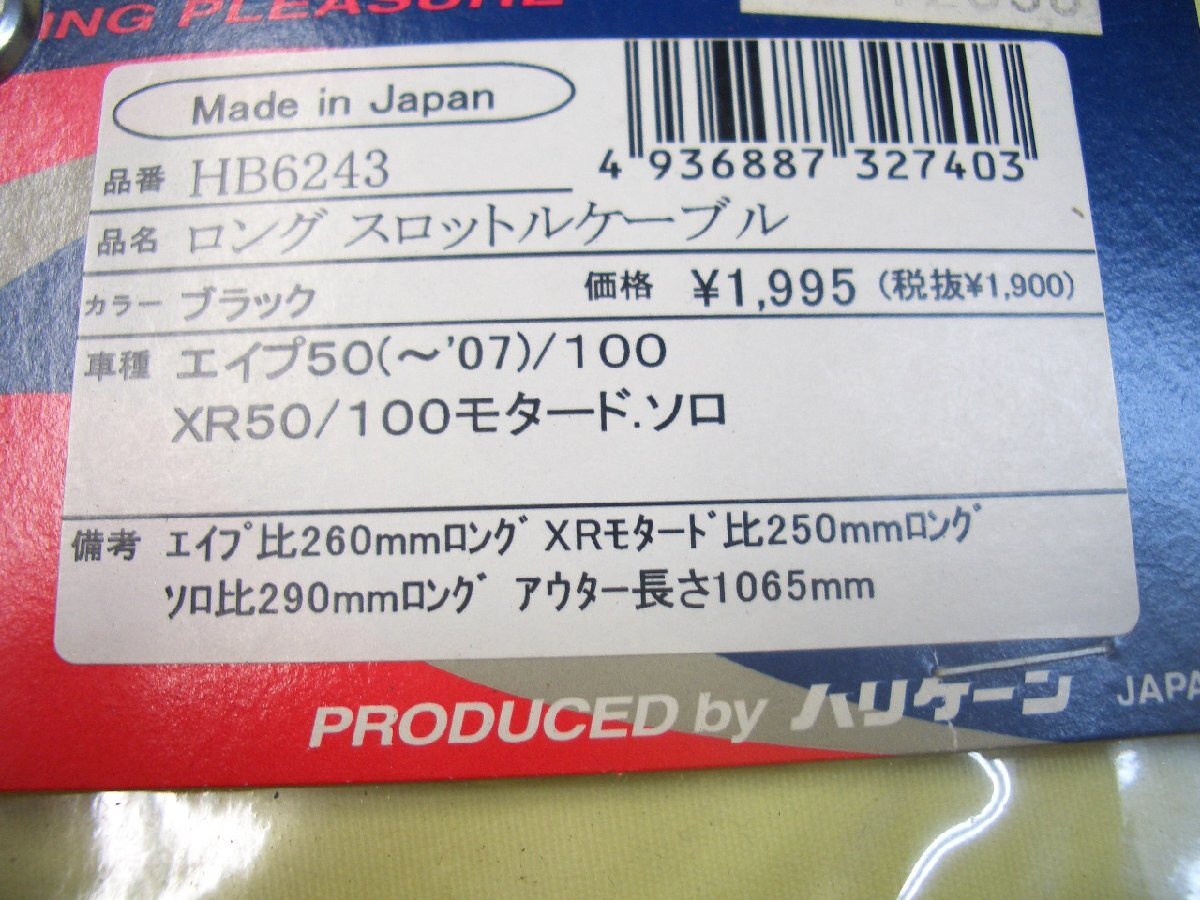 ING PLEASURE
Made in Japan
4 936887 327403
品番 HB6243
品名 ロング スロットルケーブル
カラー ブラック 価格 ¥1,995 (税抜¥1,900)
車種 エイプ50(～'07)/100
XR50/100モタード.ソロ
備考 ｴｲﾌﾟ比260mmﾛﾝｸﾞ XRﾓﾀｰﾄﾞ比250mmﾛﾝｸﾞ
ｿﾛ比290mmﾛﾝｸﾞ ｱｳﾀｰ長さ1065mm
PRODUCED by ハリケーン JAPA